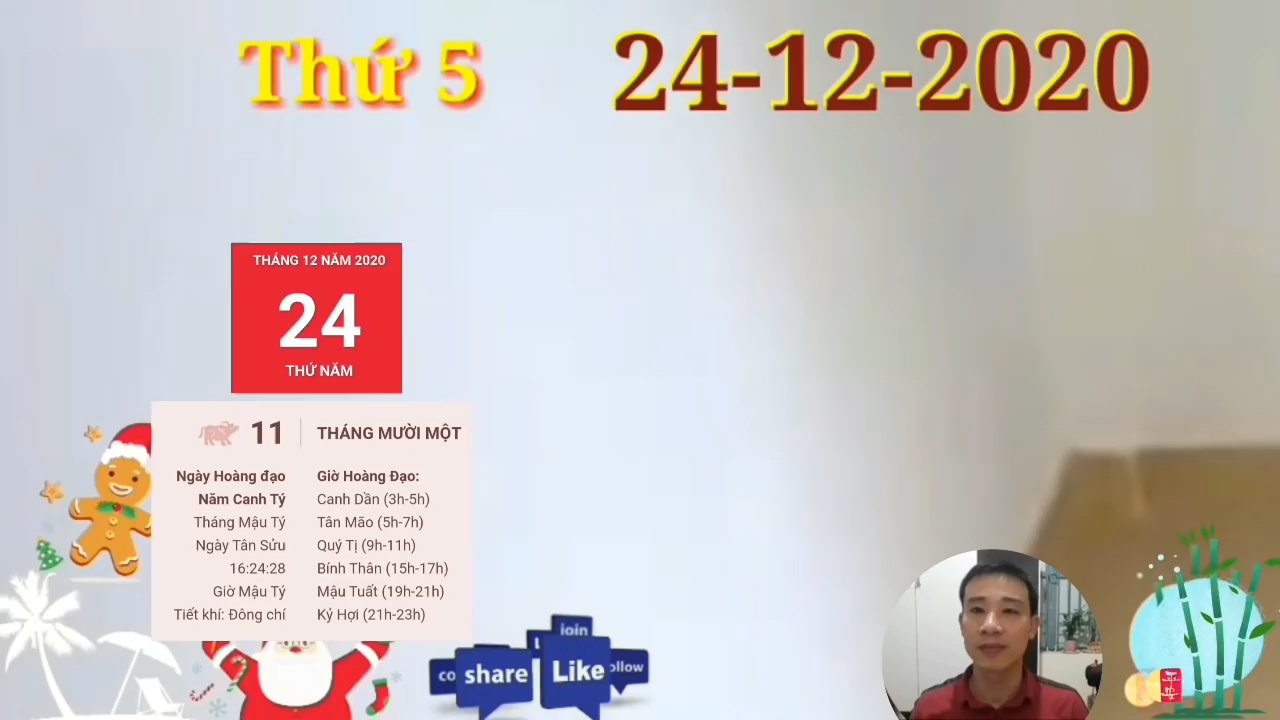 Thứ 5 24-12-2020
THÁNG 12 NĂM 2020
24
THỨ NĂM
11 THÁNG MƯỜI MỘT
Ngày Hoàng đạo
Năm Canh Tý
Tháng Mậu Tý
Ngày Tân Sửu
16:24:28
Giờ Mậu Tý
Tiết khí: Đông chí
Giờ Hoàng Đạo:
Canh Dần (3h-5h)
Tân Mão (5h-7h)
Quý Tị (9h-11h)
Bính Thân (15h-17h)
Mậu Tuất (19h-21h)
Kỷ Hợi (21h-23h)
join
co share Like ollow